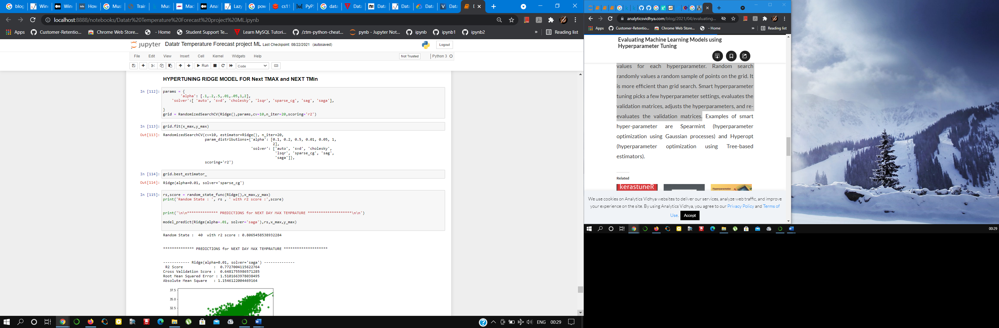 blog
Wine
Wine
How
Mus
Train
Mus
Mac
Anal
Lazy
pow
cs11
PyPS
data
Data
Data
Data
Data
Data
localhost:8888/notebooks/Datatr%20Temperature%20Forecast%20project%20ML.ipynb
Apps
Customer-Retentio...
Chrome Web Store...
- Home
Student Support Te...
Learn MySQL Tutori...
/ztm-python-cheat...
pynb - Jupyter Not...
ipynb
ipynb1
ipynb2
»
Reading list
jupyter Datatr Temperature Forecast project ML Last Checkpoint: 08/22/2021 (autosaved)
Logout
File Edit View Insert Cell Kernel Widgets Help
Not Trusted
Python 3
Run
Code
HYPERTUNING RIDGE MODEL FOR Next TMAX and NEXT TMin
In [112]: params = {
'alpha': [.1,.2,.5,.01,.05,1,2],
'solver':[ 'auto', 'svd', 'cholesky', 'lsqr', 'sparse_cg', 'sag', 'saga'],
}
grid = RandomizedSearchCV(Ridge(),params,cv=10,n_iter=20,scoring='r2')
In [113]: grid.fit(x_max,y_max)
Out[113]: RandomizedSearchCV(cv=10, estimator=Ridge(), n_iter=20,
param_distributions={'alpha': [0.1, 0.2, 0.5, 0.01, 0.05, 1,
2],
'solver': ['auto', 'svd', 'cholesky',
'lsqr', 'sparse_cg', 'sag',
'saga']},
scoring='r2')
In [114]: grid.best_estimator_
Out[114]: Ridge(alpha=0.01, solver='sparse_cg')
In [115]: rs,score = random_state_func(Ridge(),x_max,y_max)
print('Random State : ', rs , ' with r2 score :',score)
print('\n\n************** PREDICTIONS for NEXT DAY MAX TEMPRATURE ********************\n\n')
model_predict(Ridge(alpha=.01, solver='saga'),rs,x_max,y_max)
Random State :  40  with r2 score : 0.8065458538932284
************** PREDICTIONS for NEXT DAY MAX TEMPRATURE ********************
------------ Ridge(alpha=0.01, solver='saga') --------------
R2 Score : 0.7727004115622764
Cross Validation Score : 0.6481755986571285
Root Mean Squared Error : 1.5101663978038495
Absolute Mean Square : 1.1546122004469164
37.5
35.0
32.5
ENG 00:29
analyticsvidhya.com/blog/2021/04/evaluating...
Apps
Customer-Retentio...
Chrome Web Store...
- Home
»
Reading list
Evaluating Machine Learning Models using
Hyperparameter Tuning
values for each hyperparameter. Random search
randomly values a random sample of points on the grid. It
is more efficient than grid search. Smart hyperparameter
tuning picks a few hyperparameter settings, evaluates the
validation matrices, adjusts the hyperparameters, and re-
evaluates the validation matrices. Examples of smart
hyper-parameter are Spearmint (hyperparameter
optimization using Gaussian processes) and Hyperopt
(hyperparameter optimization using Tree-based
estimators).
Related
kerastuneR
Hyperparameter
We use cookies on Analytics Vidhya websites to deliver our services, analyze web traffic, and improve
your experience on the site. By using Analytics Vidhya, you agree to our Privacy Policy and Terms of
Use. Accept
00:29